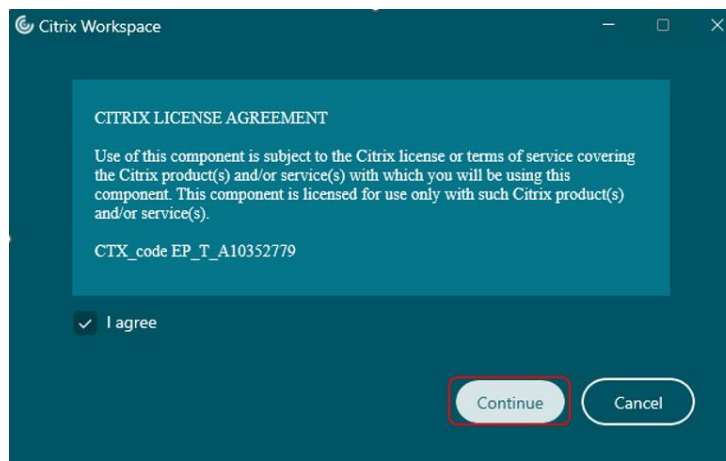 Citrix Workspace
CITRIX LICENSE AGREEMENT
Use of this component is subject to the Citrix license or terms of service covering
the Citrix product(s) and/or service(s) with which you will be using this
component. This component is licensed for use only with such Citrix product(s)
and/or service(s).
CTX_code EP_T_A10352779
I agree
Continue
Cancel